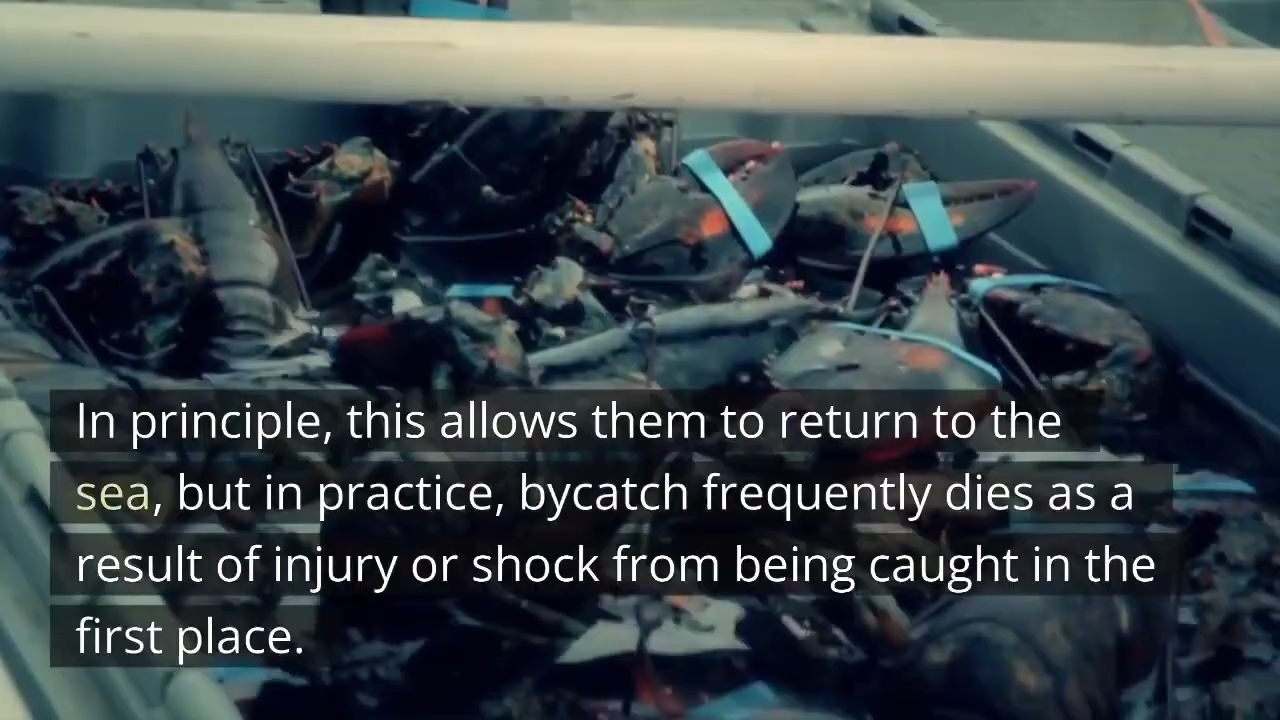 In principle, this allows them to return to the
sea, but in practice, bycatch frequently dies as a
result of injury or shock from being caught in the
first place.